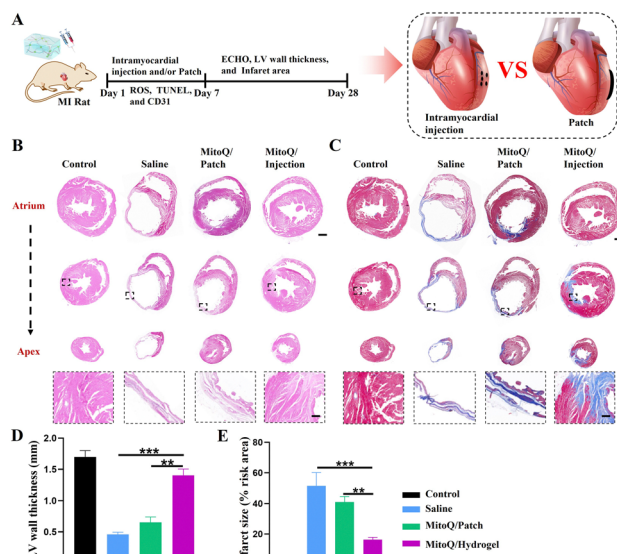 A
Intramyocardial
injection and/or Patch
ECHO, LV wall thickness,
and Infaret area
MI Rat
Day 1
ROS, TUNEL,
and CD31
Day 7
Day 28
VS
Intramyocardial
injection
Patch
B
Control
Saline
MitoQ/
Patch
MitoQ/
Injection
C
Control
Saline
MitoQ/
Patch
MitoQ/
Injection
Atrium
Apex
D
LV wall thickness (mm)
2.0
1.5
1.0
0.5
***
**
E
farct size (% risk area)
80
60
40
20
***
**
Control
Saline
MitoQ/Patch
MitoQ/Hydrogel